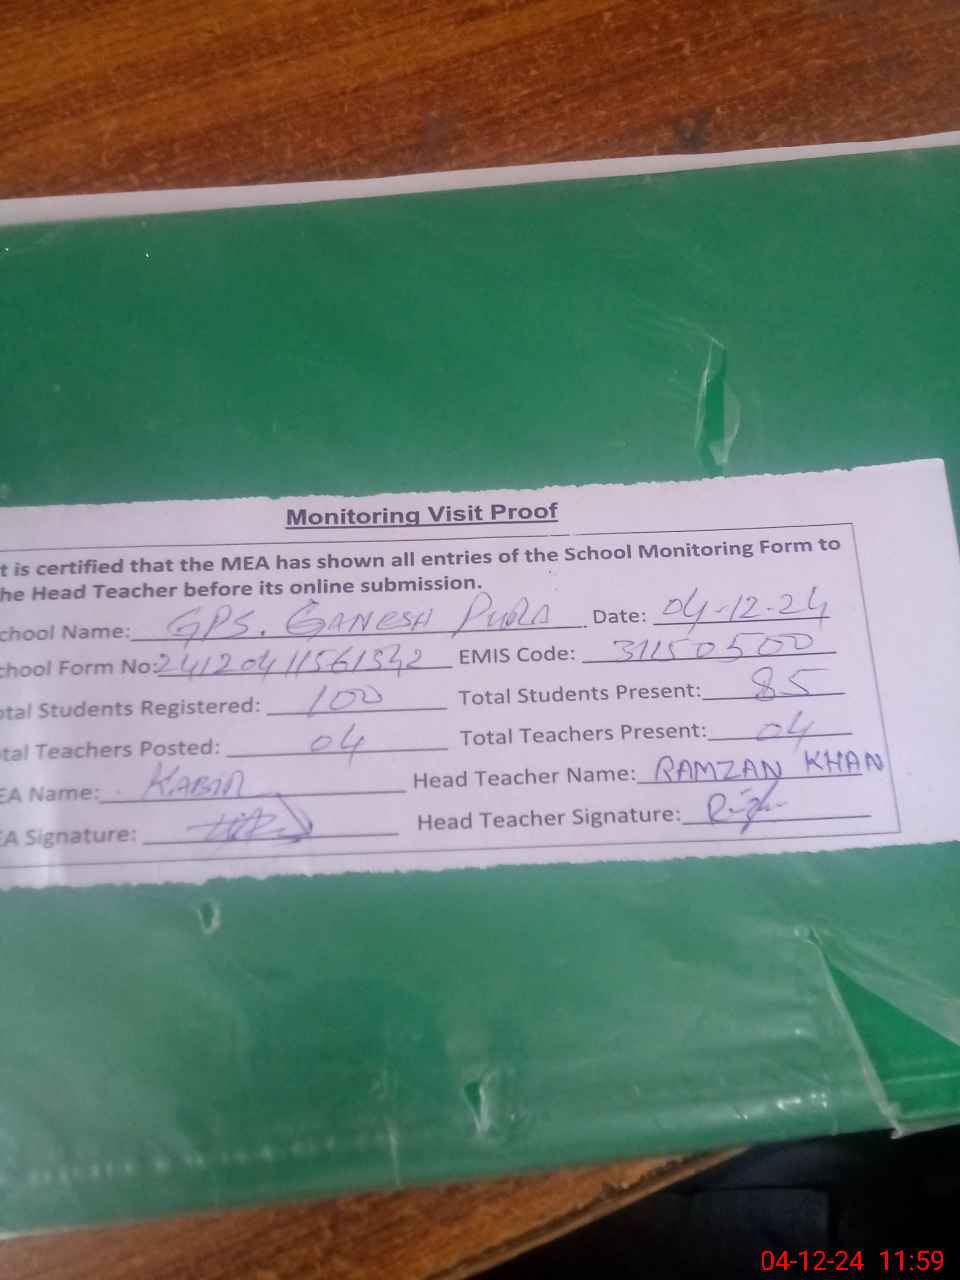 Monitoring Visit Proof
t is certified that the MEA has shown all entries of the School Monitoring Form to
he Head Teacher before its online submission.
chool Name: GPS. GANESH PURA Date: 04-12-24
chool Form No: 24120411561342 EMIS Code: 31150500
otal Students Registered: 100 Total Students Present: 85
tal Teachers Posted: 04 Total Teachers Present: 04
EA Name: KABIR Head Teacher Name: RAMZAN KHAN
EA Signature: Head Teacher Signature:
04-12-24 11:59